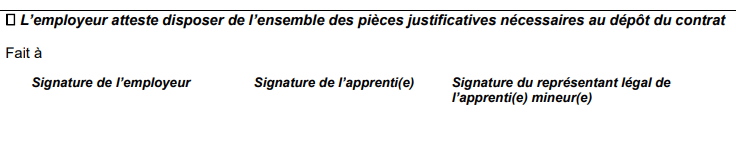 ☐ L’employeur atteste disposer de l’ensemble des pièces justificatives nécessaires au dépôt du contrat
Fait à
Signature de l’employeur Signature de l’apprenti(e) Signature du représentant légal de
l’apprenti(e) mineur(e)